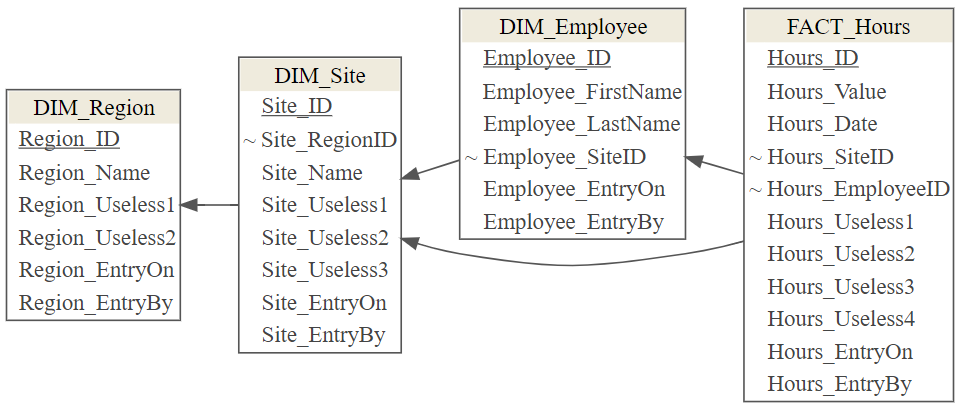 DIM_Region
Region_ID
Region_Name
Region_Useless1
Region_Useless2
Region_EntryOn
Region_EntryBy
DIM_Site
Site_ID
~ Site_RegionID
Site_Name
Site_Useless1
Site_Useless2
Site_Useless3
Site_EntryOn
Site_EntryBy
DIM_Employee
Employee_ID
Employee_FirstName
Employee_LastName
~ Employee_SiteID
Employee_EntryOn
Employee_EntryBy
FACT_Hours
Hours_ID
Hours_Value
Hours_Date
~ Hours_SiteID
~ Hours_EmployeeID
Hours_Useless1
Hours_Useless2
Hours_Useless3
Hours_Useless4
Hours_EntryOn
Hours_EntryBy